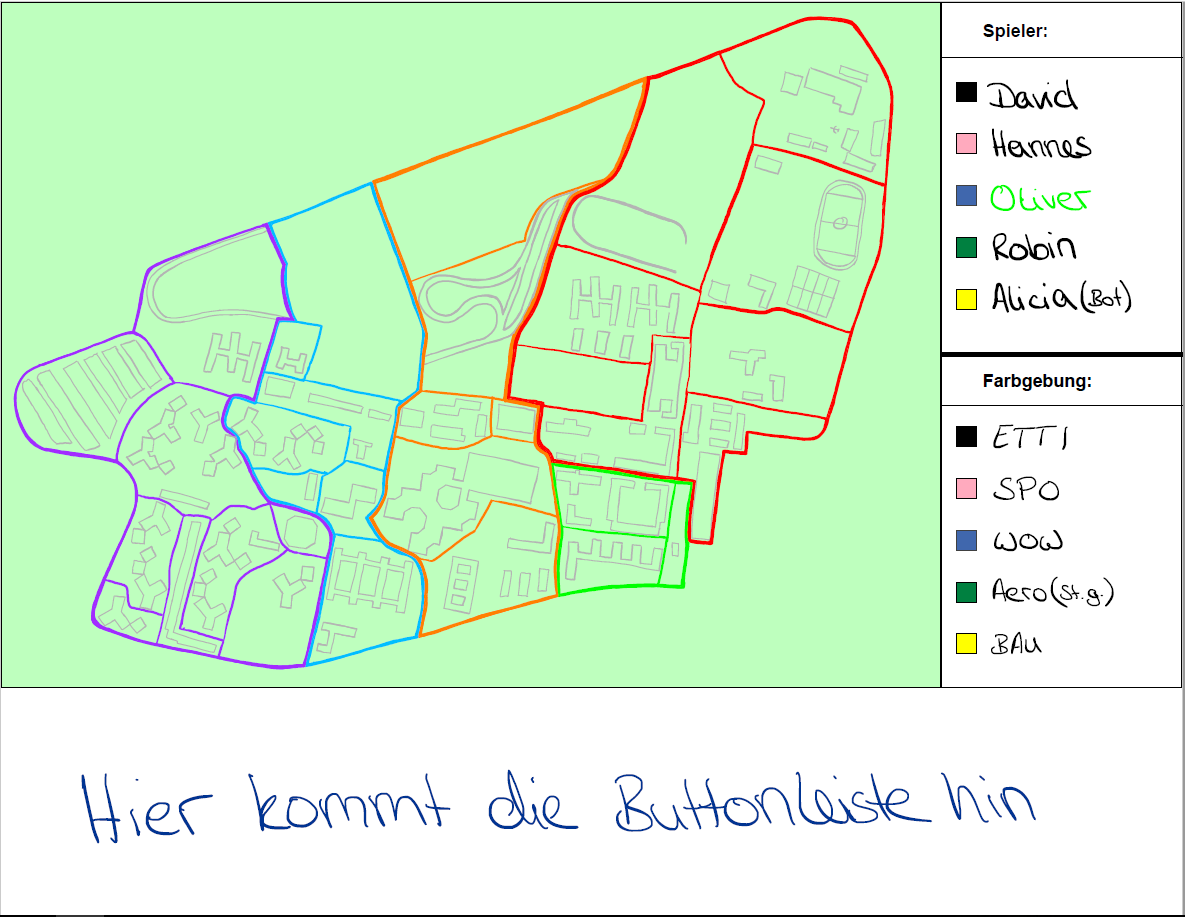 Spieler:
David
Hannes
Oliver
Robin
Alicia (Bot)
Farbgebung:
ETTI
SPO
WOW
Aero (St.g.)
BAU
Hier kommt die Buttonleiste hin